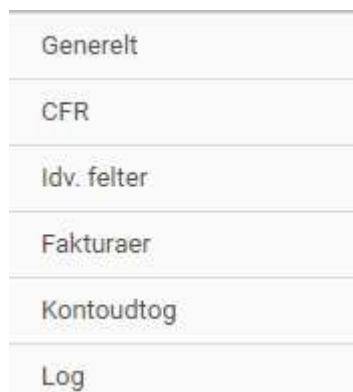 Generelt
CFR
Idv. felter
Fakturaer
Kontoudtog
Log